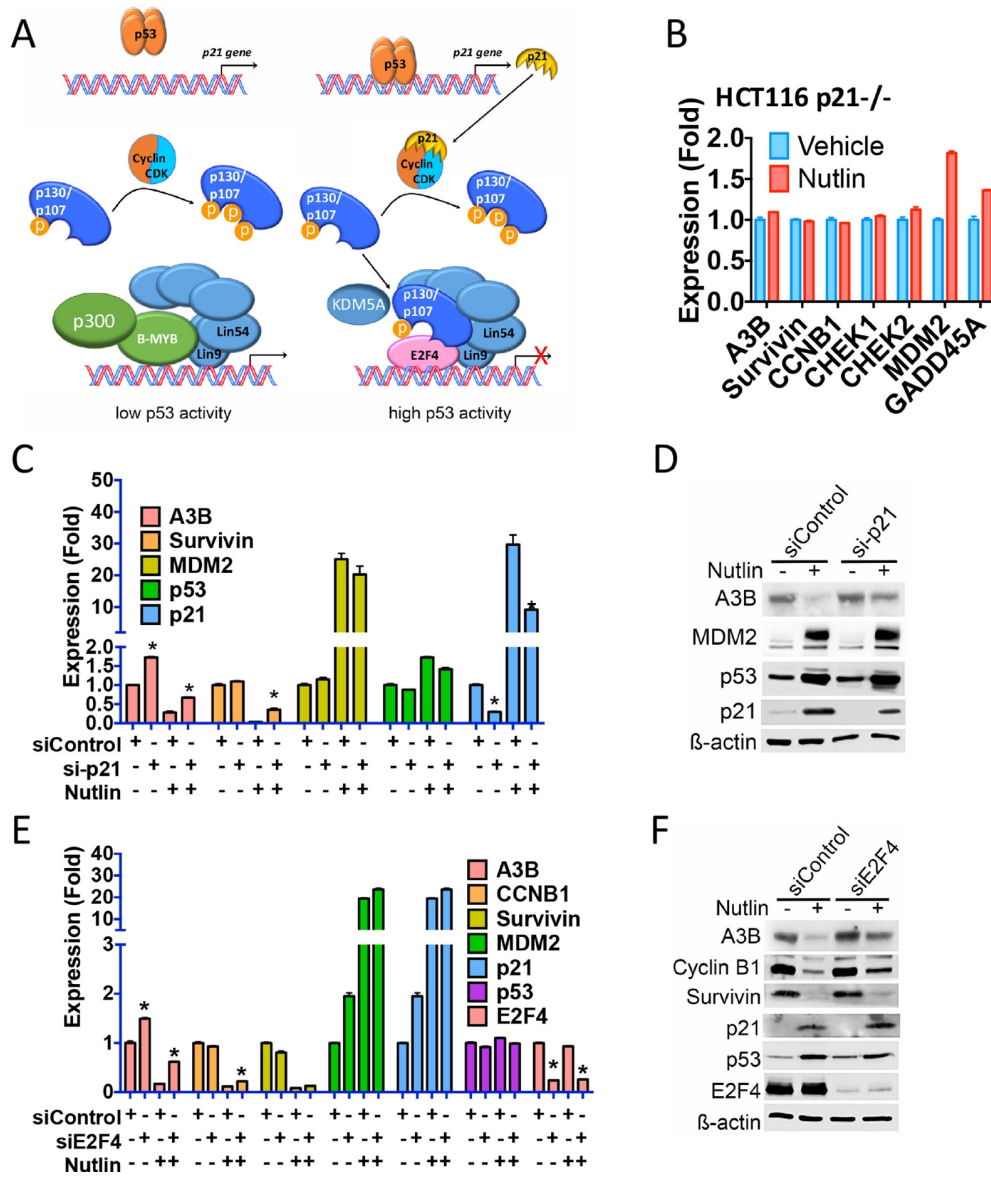 A
p53
p21 gene
p53
p21 gene
p21
Cyclin
CDK
p130/
p107
P
p130/
p107
P
P
P
p21
Cyclin
CDK
p130/
p107
P
p130/
p107
P
P
P
p300
B-MYB
Lin54
Lin9
KDM5A
p130/
p107
P
E2F4
Lin54
Lin9
X
low p53 activity
high p53 activity
B
HCT116 p21-/-
Expression (Fold)
Vehicle
Nutlin
2.0
1.5
1.0
0.5
0.0
A3B
Survivin
CCNB1
CHEK1
CHEK2
MDM2
GADD45A
C
Expression (Fold)
50
40
30
20
10
2.0
1.5
1.0
0.5
0.0
A3B
Survivin
MDM2
p53
p21
* * * * *
siControl + - + - + - + - + - + - + - + - + - + -
si-p21 - + - + - + - + - + - + - + - + - + - +
Nutlin - - + + - - + + - - + + - - + + - - + +
D
siControl si-p21
Nutlin - + - +
A3B
MDM2
p53
p21
ß-actin
E
Expression (Fold)
40
30
20
10
3
2
1
0
A3B
CCNB1
Survivin
MDM2
p21
p53
E2F4
* * * * *
siControl + - + - + - + - + - + - + - + - + - + - + - + - + - + -
siE2F4 - + - + - + - + - + - + - + - + - + - + - + - + - + - +
Nutlin - - + + - - + + - - + + - - + + - - + + - - + + - - + +
F
siControl siE2F4
Nutlin - + - +
A3B
Cyclin B1
Survivin
p21
p53
E2F4
ß-actin